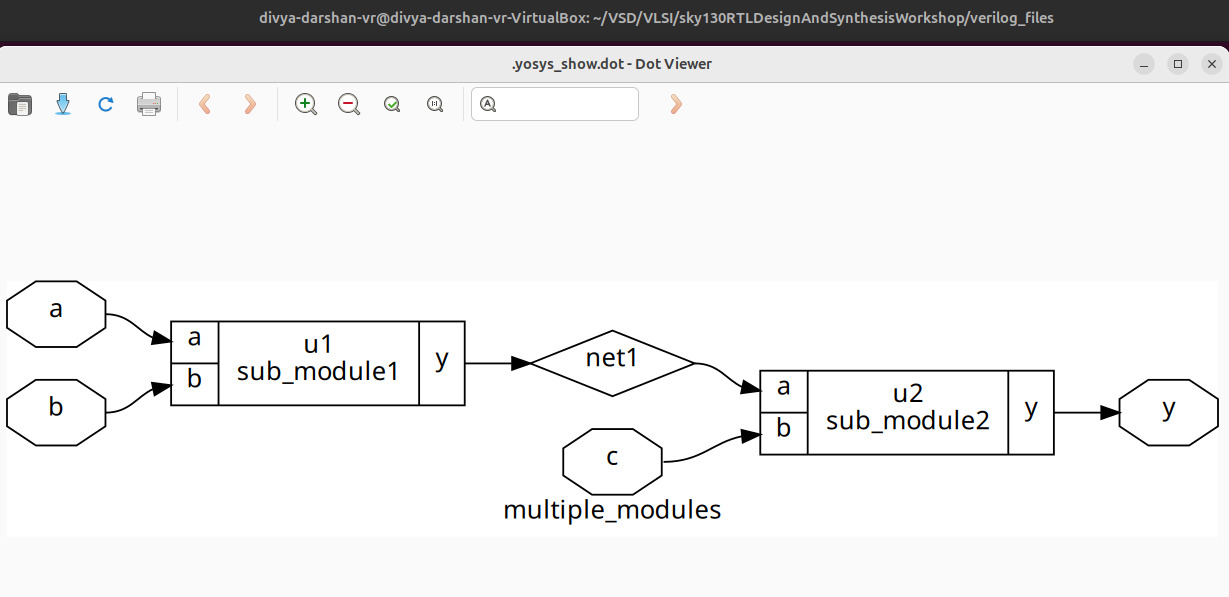 divya-darshan-vr@divya-darshan-vr-VirtualBox: ~/VSD/VLSI/sky130RTLDesignAndSynthesisWorkshop/verilog_files
.yosys_show.dot - Dot Viewer
a
b
a
b
u1
sub_module1
y
net1
c
a
b
u2
sub_module2
y
y
multiple_modules